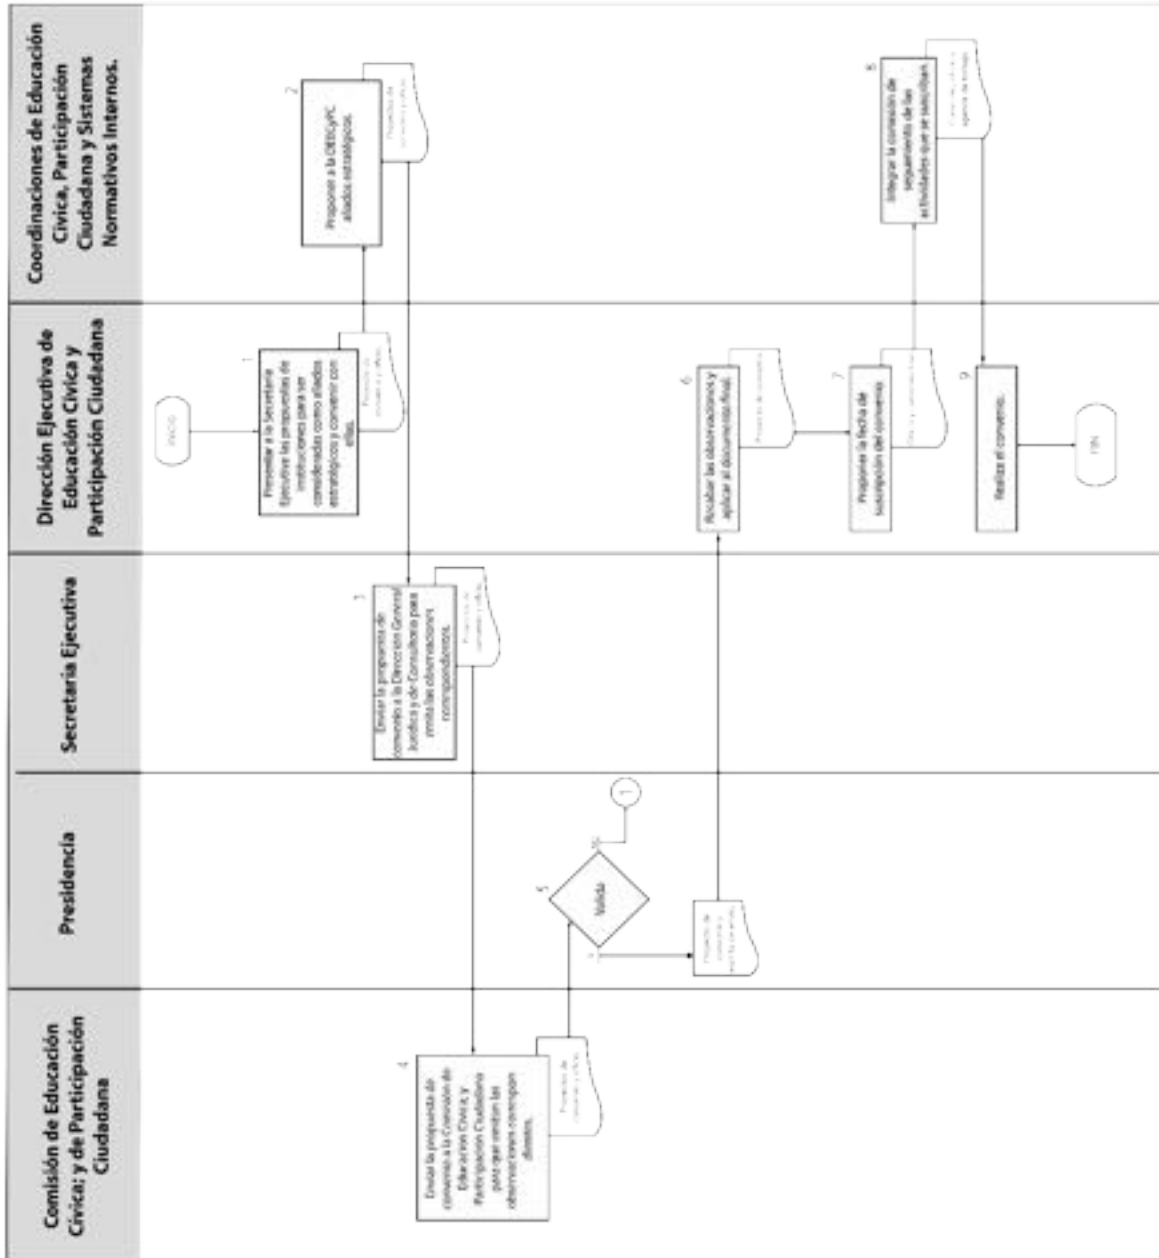 Comisión de Educación
Cívica; y de Participación
Ciudadana
Presidencia
Secretaría Ejecutiva
Dirección Ejecutiva de
Educación Cívica y
Participación Ciudadana
Coordinaciones de Educación
Cívica, Participación
Ciudadana y Sistemas
Normativos Internos.
INICIO
1
Presentar a la Secretaría
Ejecutiva las propuestas de
instituciones para ser
consideradas como aliados
estratégicos y convenir con
ellas.
2
Proponer a la DEECyPC
aliados estratégicos.
3
Enviar la propuesta de
convenio a la Dirección General
Jurídica y de Consultoría para
emita las observaciones
correspondientes.
4
Enviar la propuesta de
convenio a la Comisión de
Educación Cívica; y
Participación Ciudadana
para que emitan las
observaciones correspon
dientes.
5
Valida
1
6
Recabar las observaciones y
aplicar al documento final.
7
Proponer la fecha de
suscripción del convenio.
8
Integrar la comisión de
seguimiento de las
actividades que se suscriban.
9
Realiza el convenio.
FIN